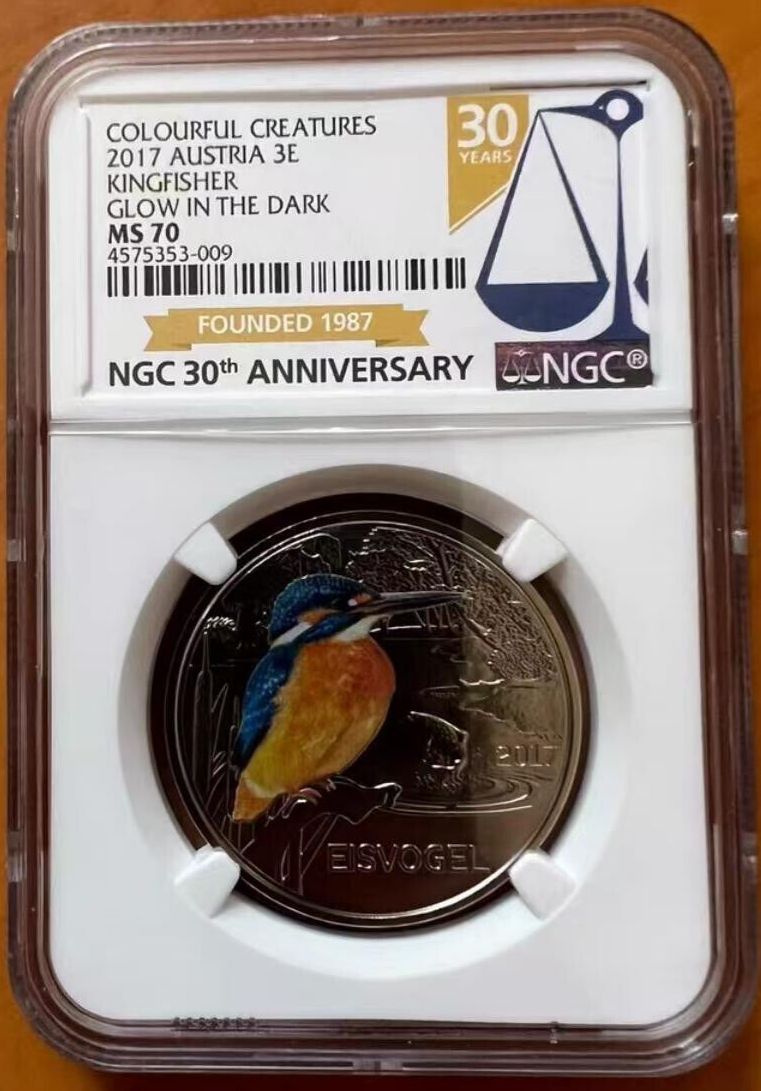 COLOURFUL CREATURES
2017 AUSTRIA 3E
KINGFISHER
GLOW IN THE DARK
MS 70
4575353-009
30
YEARS
FOUNDED 1987
NGC 30th ANNIVERSARY
NGC®
2017
EISVOGEL